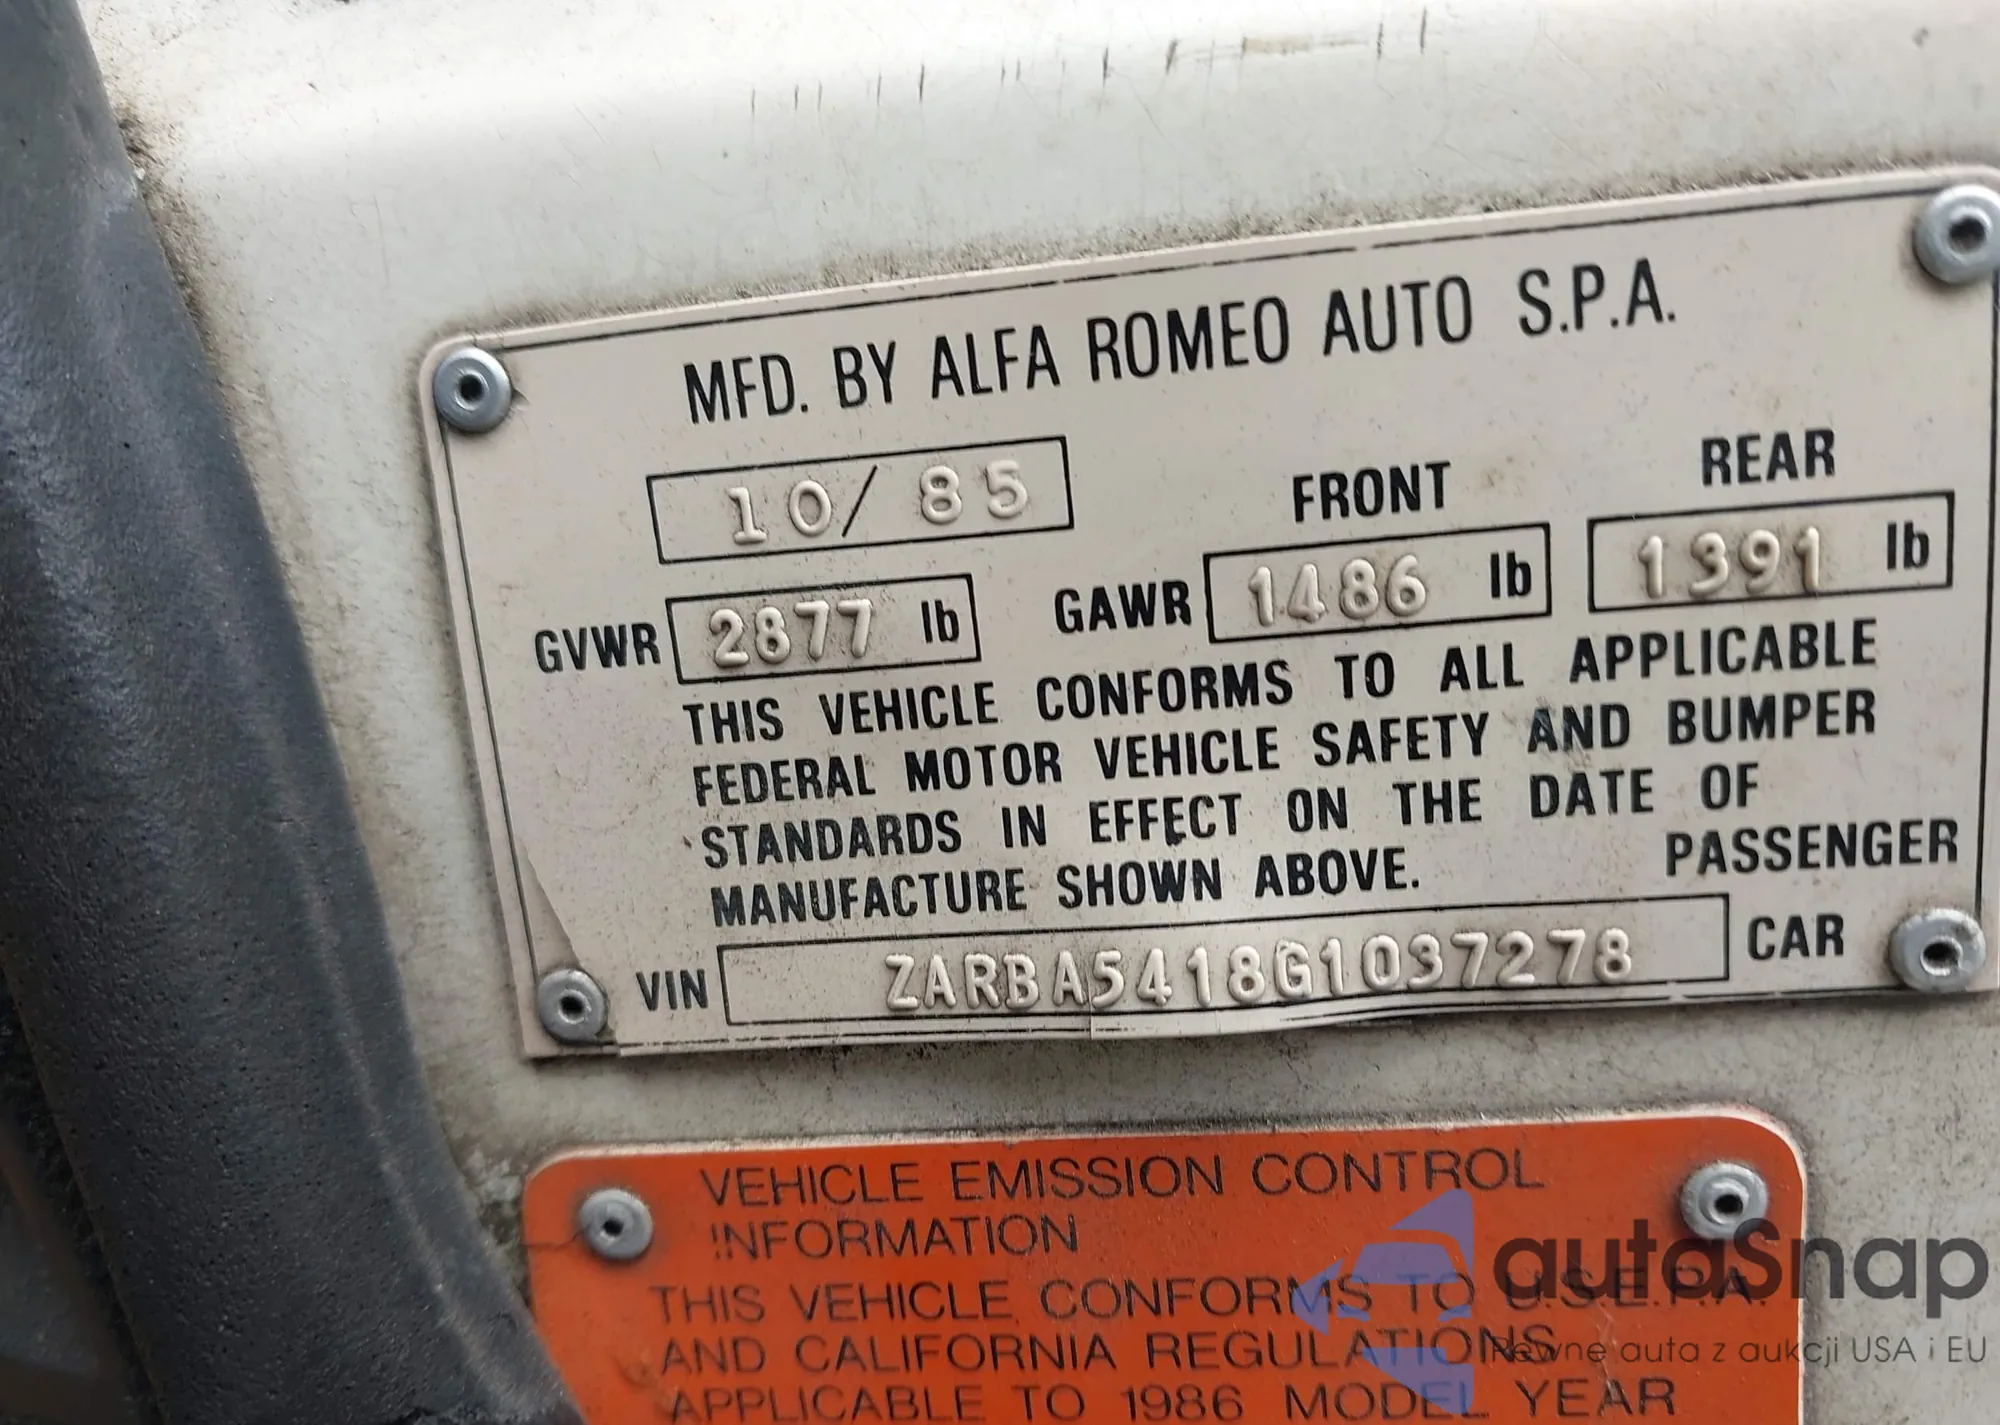 MFD. BY ALFA ROMEO AUTO S.P.A.
10/ 85
FRONT REAR
GVWR 2877 lb GAWR 1486 lb 1391 lb
THIS VEHICLE CONFORMS TO ALL APPLICABLE
FEDERAL MOTOR VEHICLE SAFETY AND BUMPER
STANDARDS IN EFFECT ON THE DATE OF
MANUFACTURE SHOWN ABOVE. PASSENGER
VIN ZARBA5418G1037278 CAR
VEHICLE EMISSION CONTROL
INFORMATION
THIS VEHICLE CONFORMS TO U.S.E.P.A.
AND CALIFORNIA REGULATIONS
APPLICABLE TO 1986 MODEL YEAR
autoSnap
Pewne auta z aukcji USA i EU